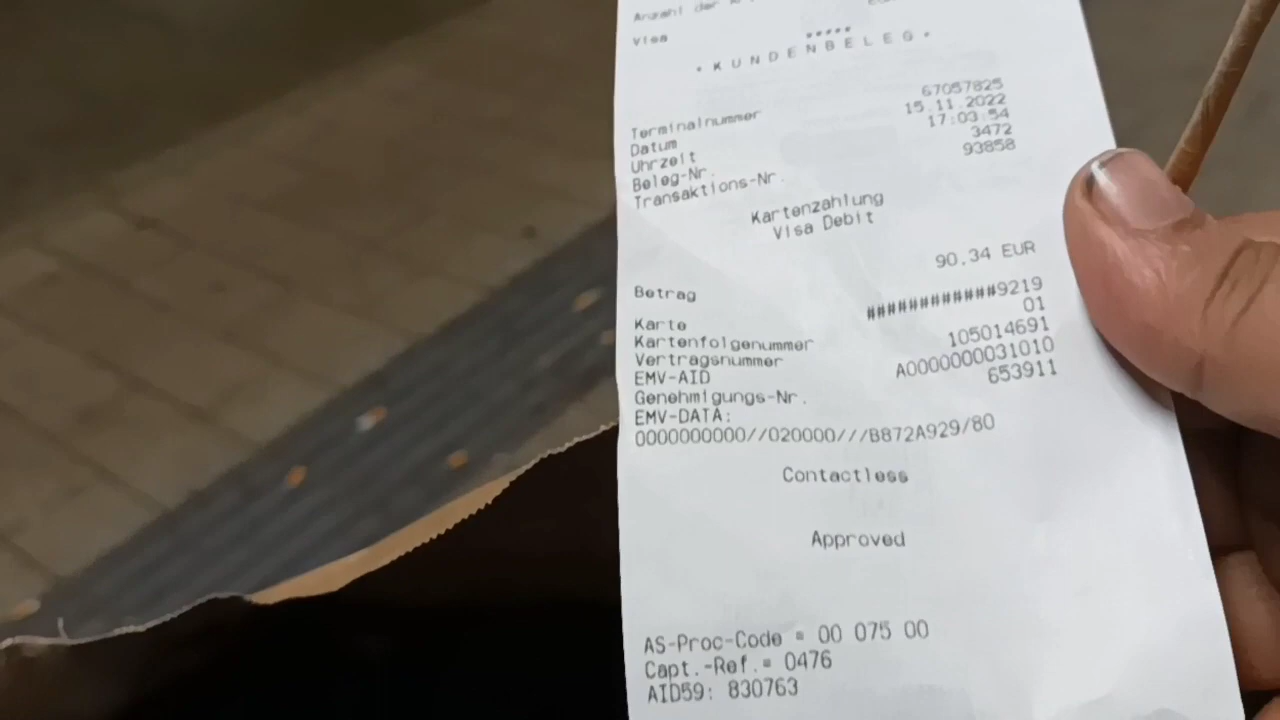 Anzahl der
Visa
*****
* K U N D E N B E L E G *
Terminalnummer 67057825
Datum 15.11.2022
Uhrzeit 17:03:54
Beleg-Nr. 3472
Transaktions-Nr. 93858
Kartenzahlung
Visa Debit
Betrag 90,34 EUR
Karte ############9219
Kartenfolgenummer 01
Vertragsnummer 105014691
EMV-AID A0000000031010
Genehmigungs-Nr. 653911
EMV-DATA:
0000000000//020000///B872A929/80
Contactless
Approved
AS-Proc-Code = 00 075 00
Capt.-Ref.= 0476
AID59: 830763